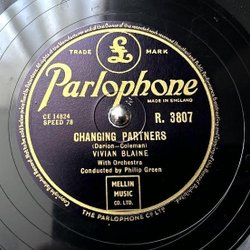 TRADE MARK
Parlophone
MADE IN ENGLAND
CE 14824
SPEED 78
R. 3807
CHANGING PARTNERS
(Darion—Coleman)
VIVIAN BLAINE
With Orchestra
Conducted by Philip Green
MELLIN
MUSIC
CO. LTD.
THE PARLOPHONE CO LTD